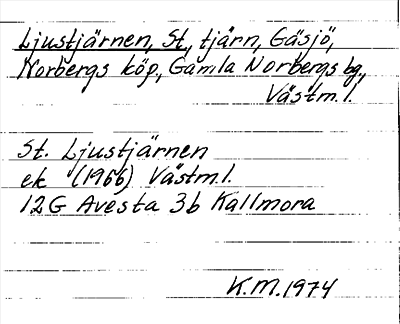 Ljustjärnen, St, tjärn, Gäsjö,
Norbergs köp., Gamla Norbergs bg,
Västm.l.
St. Ljustjärnen
ek (1966) Västm.l.
12G Avesta 3b Kallmora
K.M. 1974